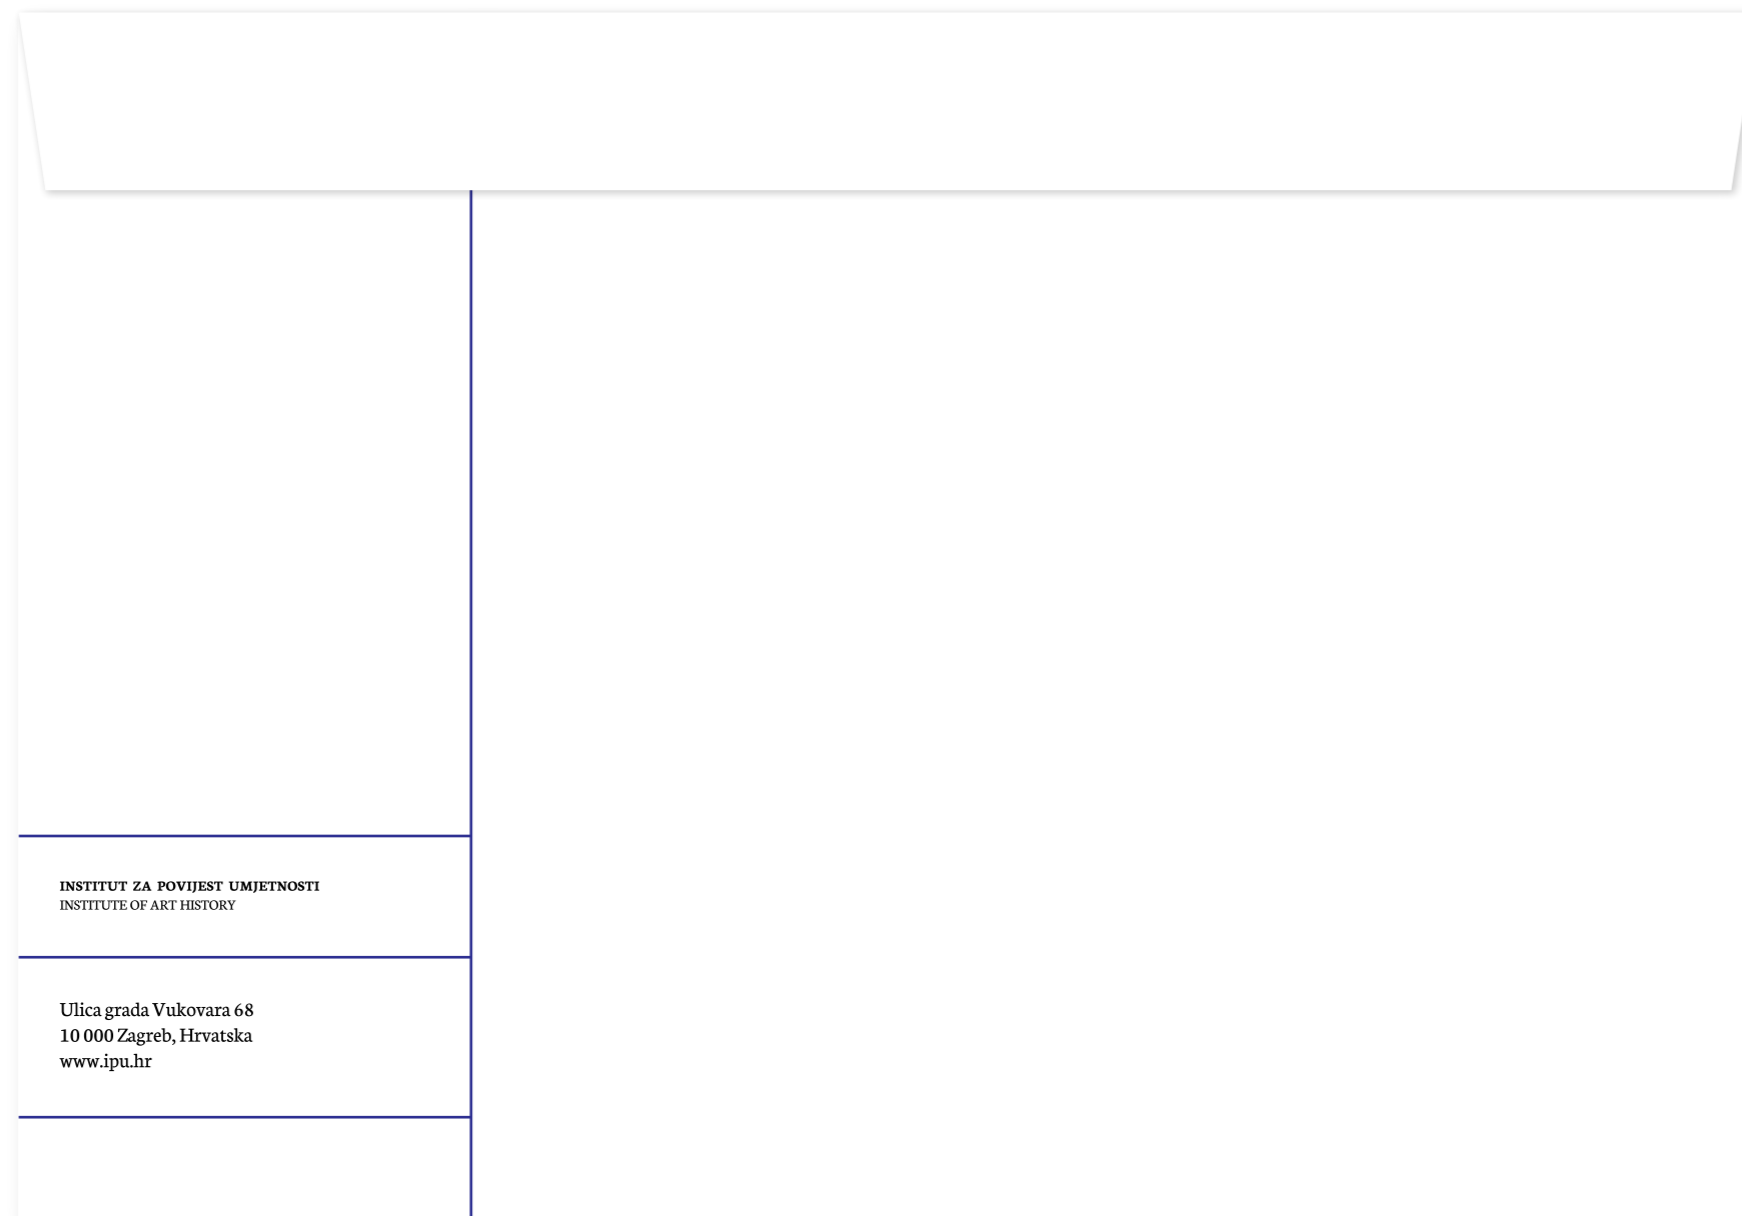 INSTITUT ZA POVIJEST UMJETNOSTI
INSTITUTE OF ART HISTORY
Ulica grada Vukovara 68
10 000 Zagreb, Hrvatska
www.ipu.hr